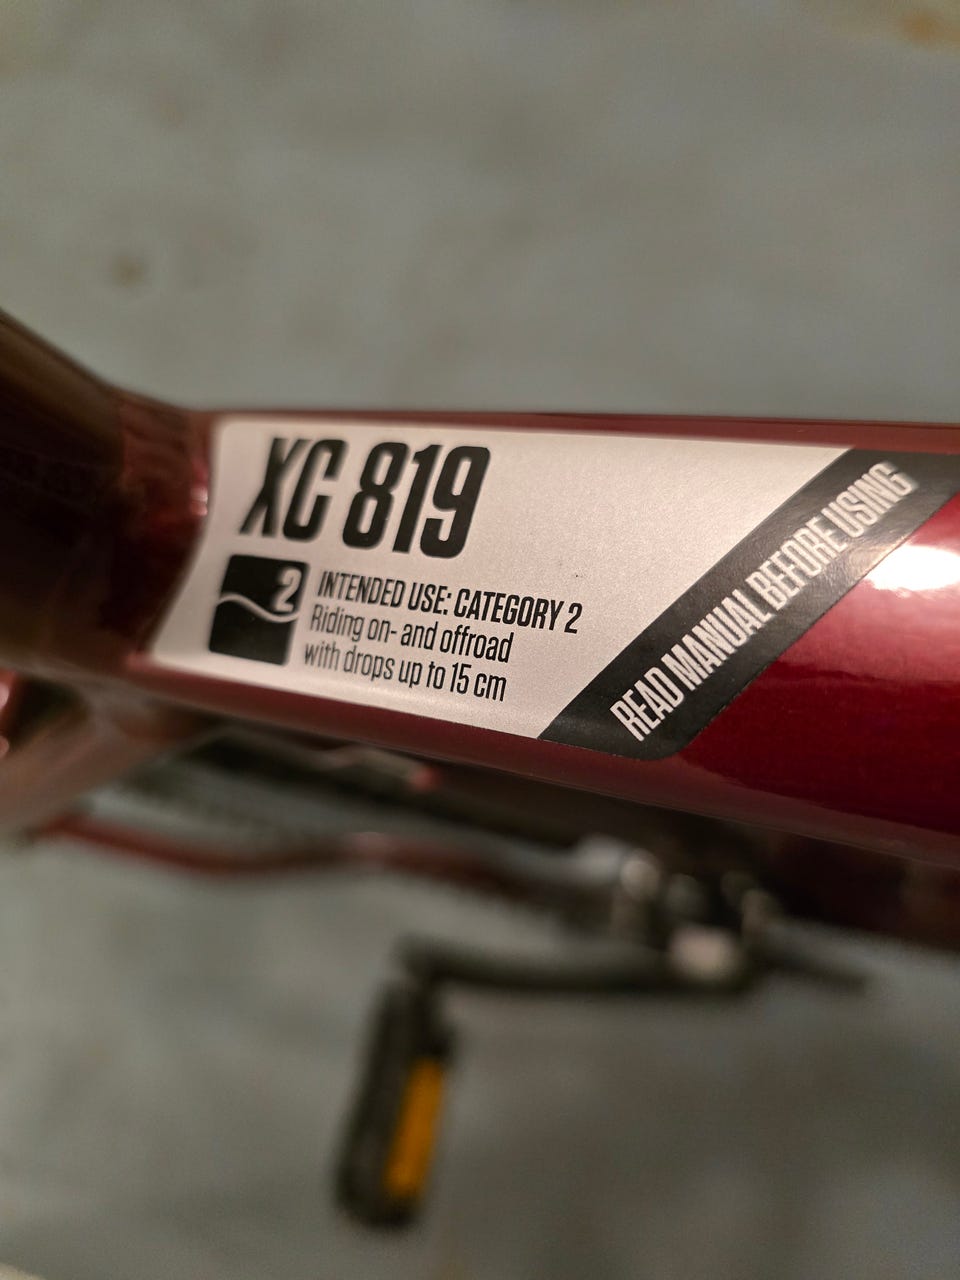 XC 819
2
INTENDED USE: CATEGORY 2
Riding on- and offroad
with drops up to 15 cm
READ MANUAL BEFORE USING